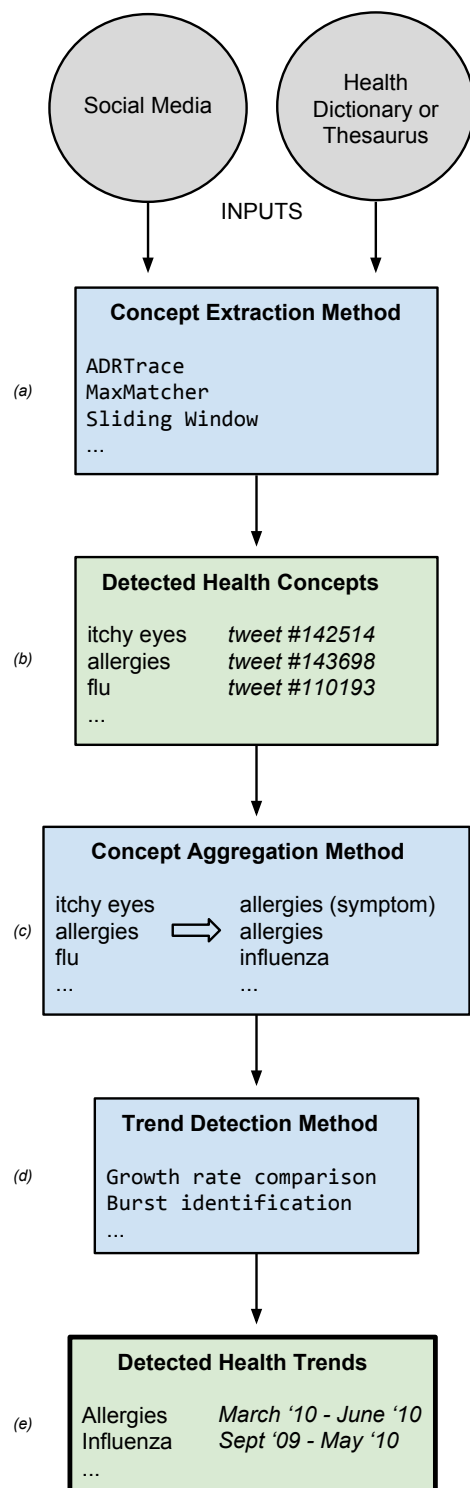 Social Media
Health
Dictionary or
Thesaurus
INPUTS
Concept Extraction Method
ADRTrace
MaxMatcher
(a)
Sliding Window
...
Detected Health Concepts
itchy eyes tweet #142514
(b)
allergies tweet #143698
flu tweet #110193
...
Concept Aggregation Method
itchy eyes allergies (symptom)
(c)
allergies allergies
flu influenza
... ...
Trend Detection Method
(d)
Growth rate comparison
Burst identification
...
Detected Health Trends
Allergies March ‘10 - June ‘10
(e)
Influenza Sept ‘09 - May ‘10
...